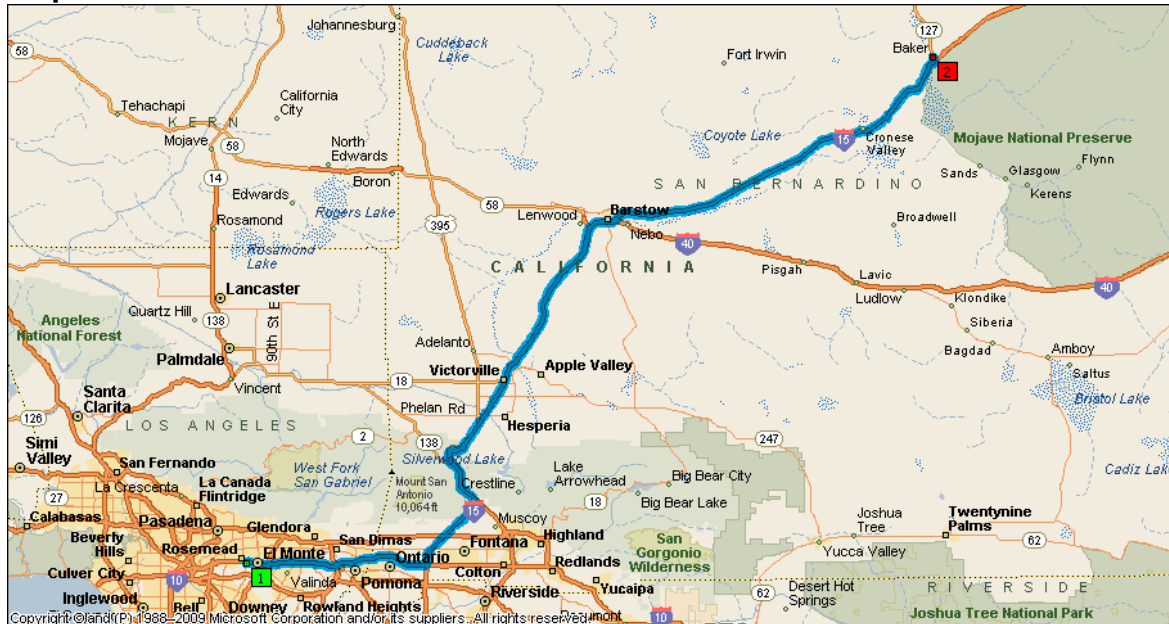 Johannesburg
127
58
Cuddeback
Lake
Baker
Fort Irwin
2
Tehachapi
California
City
KERN
Mojave
58
North
Edwards
Coyote Lake
15
Cronese
Valley
Mojave National Preserve
14
Boron
Edwards
Rogers Lake
395
58
SAN BERNARDINO
Sands
Glasgow
Flynn
Kerens
Rosamond
Lenwood
Barstow
Nebo
Broadwell
Rosamond
Lake
CALIFORNIA
40
Pisgah
Lavic
Ludlow
40
Lancaster
Klondike
Quartz Hill
138
90th St E
Siberia
Angeles
National Forest
Adelanto
Bagdad
Amboy
Palmdale
Victorville
Apple Valley
Saltus
Vincent
18
Bristol Lake
Santa
Clarita
126
Phelan Rd
Hesperia
LOS ANGELES
2
138
247
Simi
Valley
Silverwood Lake
San Fernando
West Fork
San Gabriel
Mount San
Antonio
10,064 ft
Crestline
Lake
Arrowhead
Big Bear City
Cadiz Lak
La Crescenta
La Canada
Flintridge
27
18
Big Bear Lake
15
Muscoy
Joshua
Tree
Twentynine
Palms
Calabasas
Pasadena
Glendora
Highland
Beverly
Hills
Rosemead
El Monte
San Dimas
Ontario
Fontana
San
Gorgonio
Wilderness
Yucca Valley
62
Culver City
10
1
Valinda
Pomona
Colton
Redlands
Yucaipa
62
Desert Hot
Springs
RIVERSIDE
Inglewood
Bell
Downey
Rowland Heights
Riverside
10
Joshua Tree National Park
Copyright © and (P) 1988–2009 Microsoft Corporation and/or its suppliers. All rights reserved.